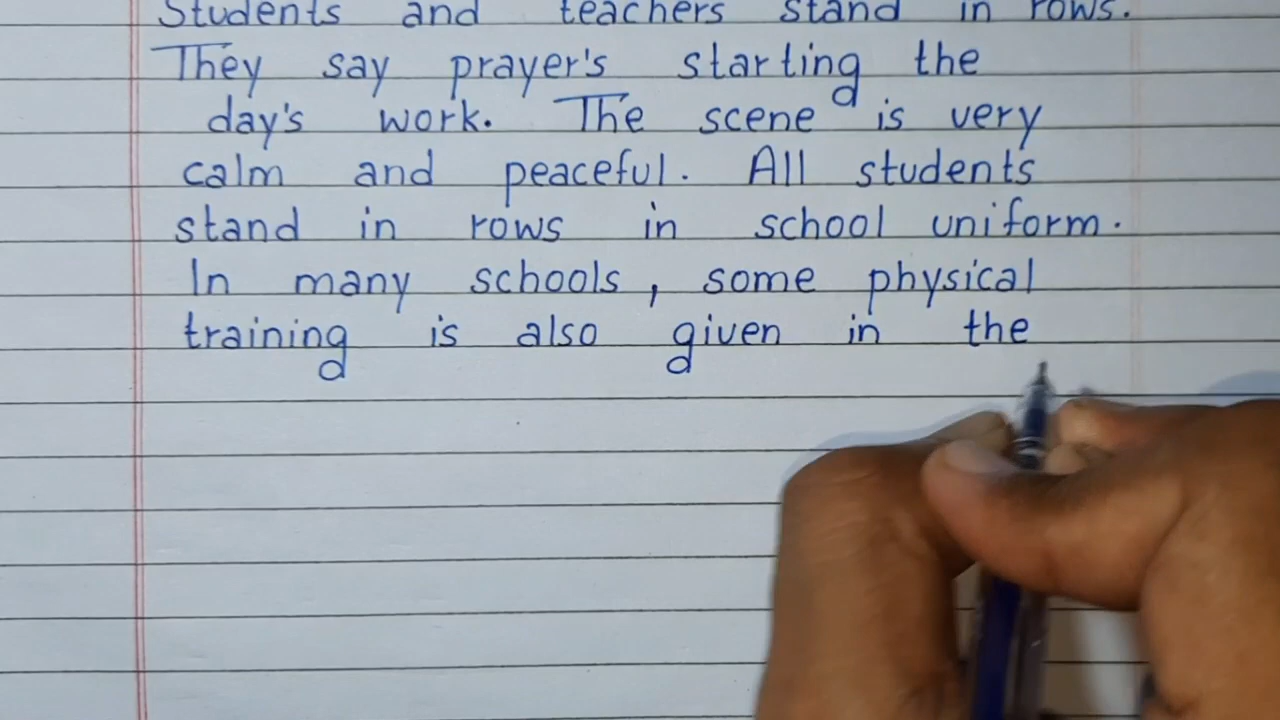 Students and teachers stand in rows.
They say prayer's starting the
day's work. The scene is very
calm and peaceful. All students
stand in rows in school uniform.
In many schools, some physical
training is also given in the